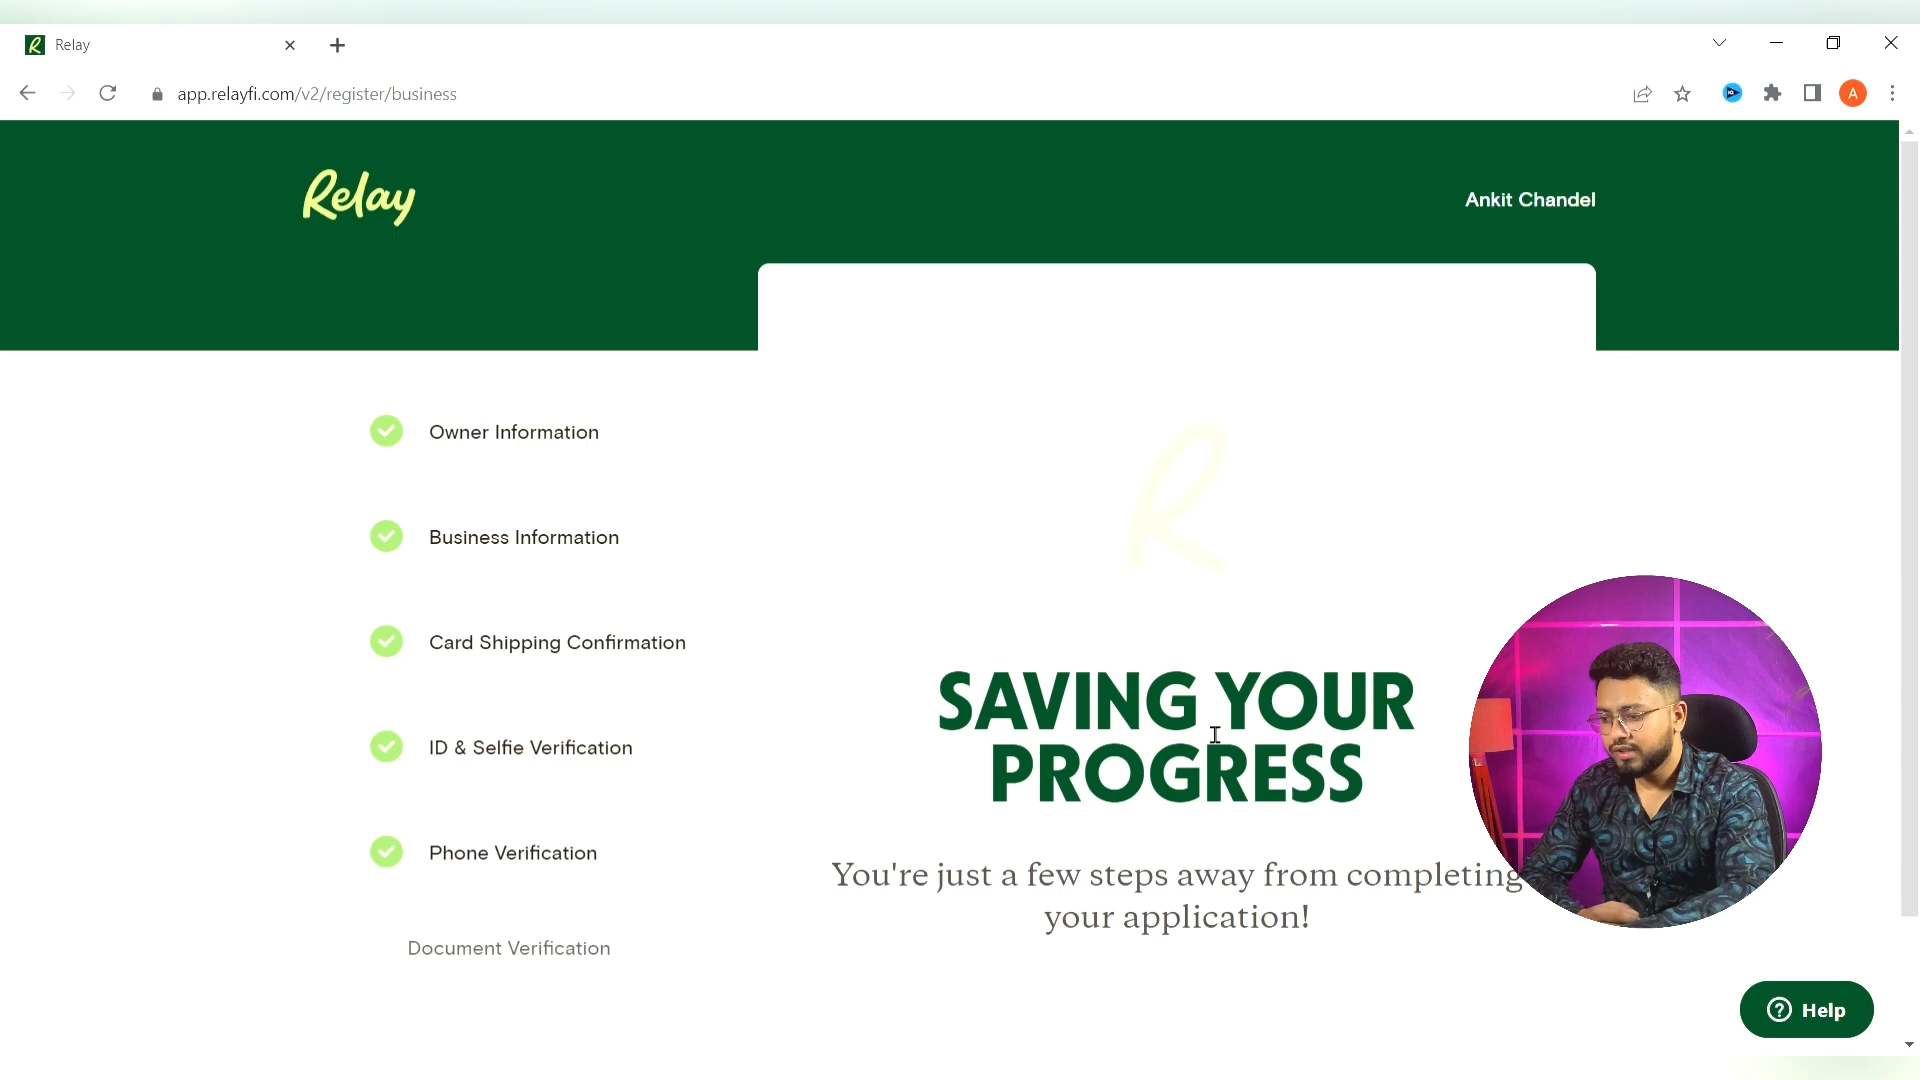 Relay
app.relayfi.com/v2/register/business
A
Relay
Ankit Chandel
Owner Information
Business Information
Card Shipping Confirmation
ID & Selfie Verification
Phone Verification
Document Verification
R
SAVING YOUR
PROGRESS
You're just a few steps away from completing
your application!
Help